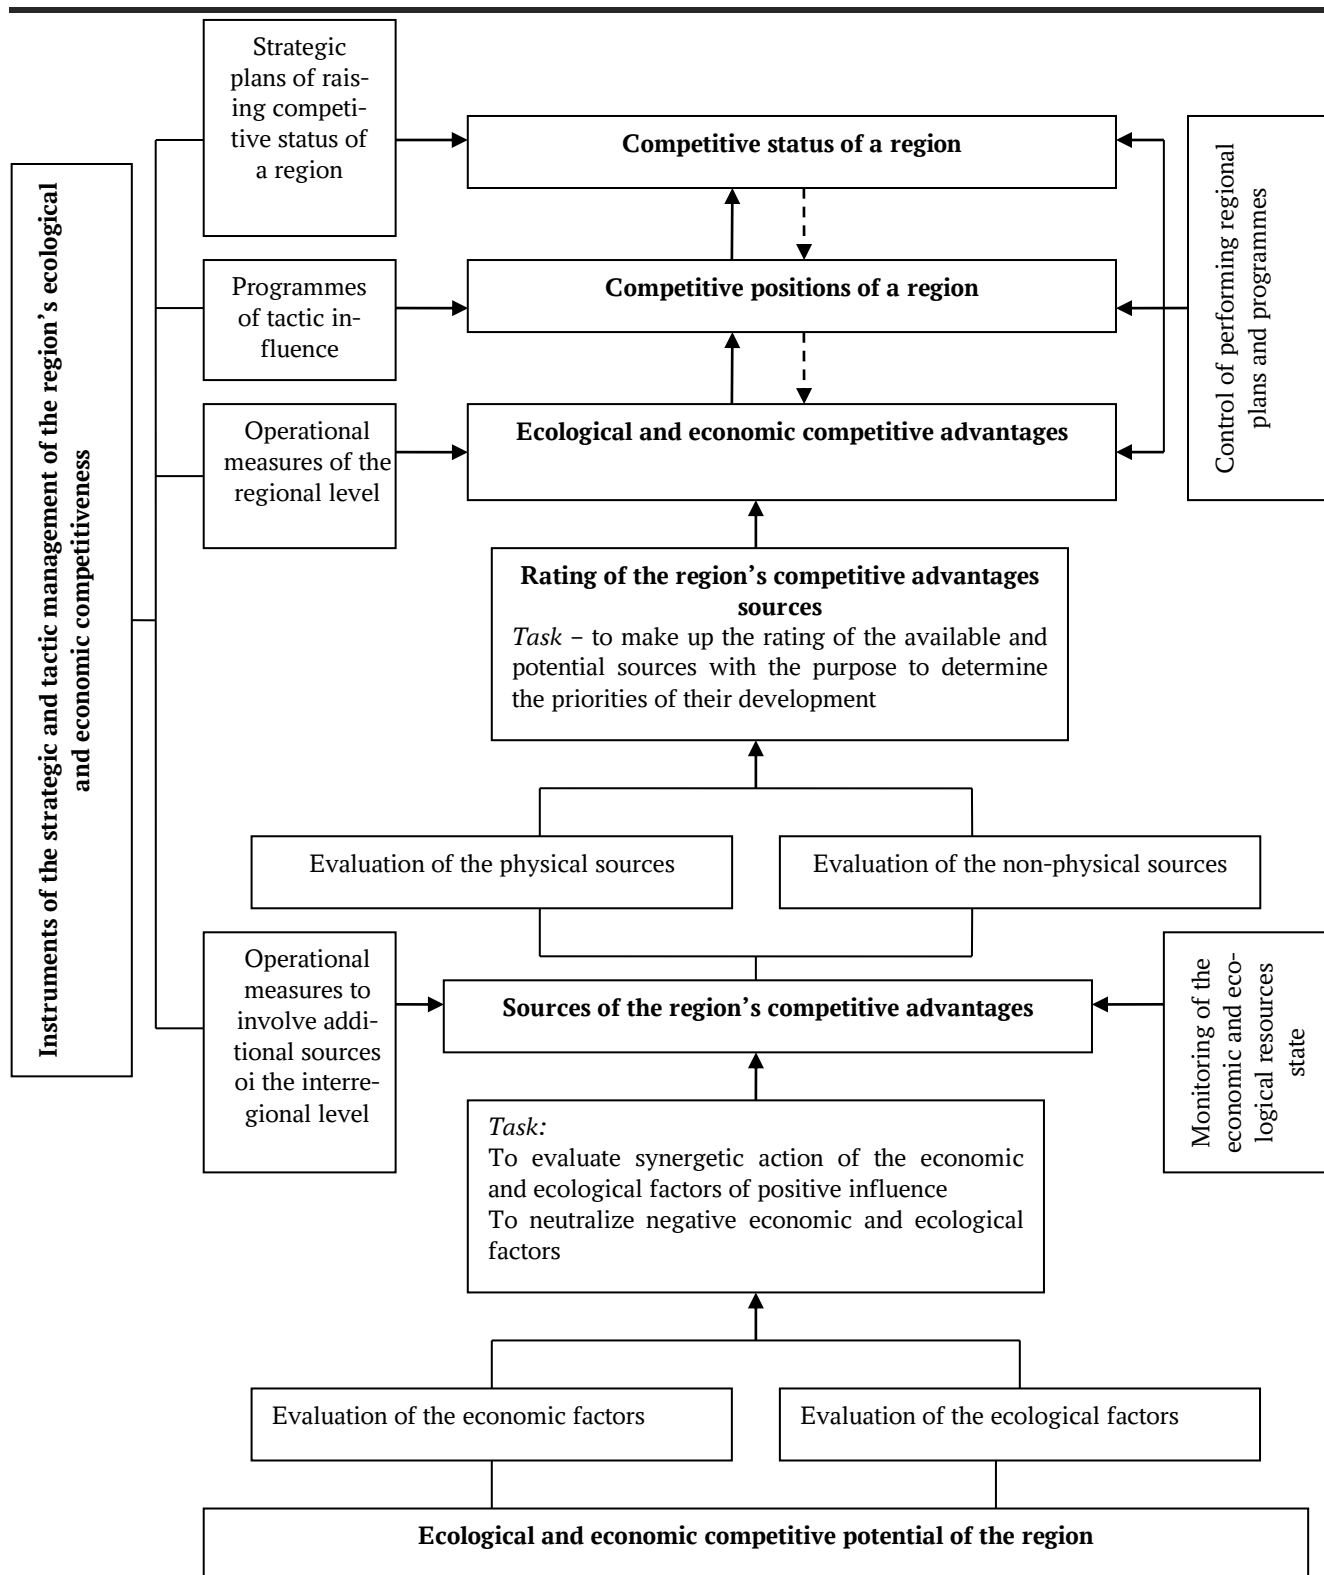 Strategic
plans of rais-
ing competi-
tive status of
a region
Competitive status of a region
Control of performing regional
plans and programmes
Instruments of the strategic and tactic management of the region’s ecological
and economic competitiveness
Programmes
of tactic in-
fluence
Competitive positions of a region
Operational
measures of the
regional level
Ecological and economic competitive advantages
Rating of the region’s competitive advantages
sources
Task – to make up the rating of the available and
potential sources with the purpose to determine
the priorities of their development
Evaluation of the physical sources
Evaluation of the non-physical sources
Operational
measures to
involve addi-
tional sources
oi the interre-
gional level
Sources of the region’s competitive advantages
Monitoring of the
economic and eco-
logical resources
state
Task:
To evaluate synergetic action of the economic
and ecological factors of positive influence
To neutralize negative economic and ecological
factors
Evaluation of the economic factors
Evaluation of the ecological factors
Ecological and economic competitive potential of the region